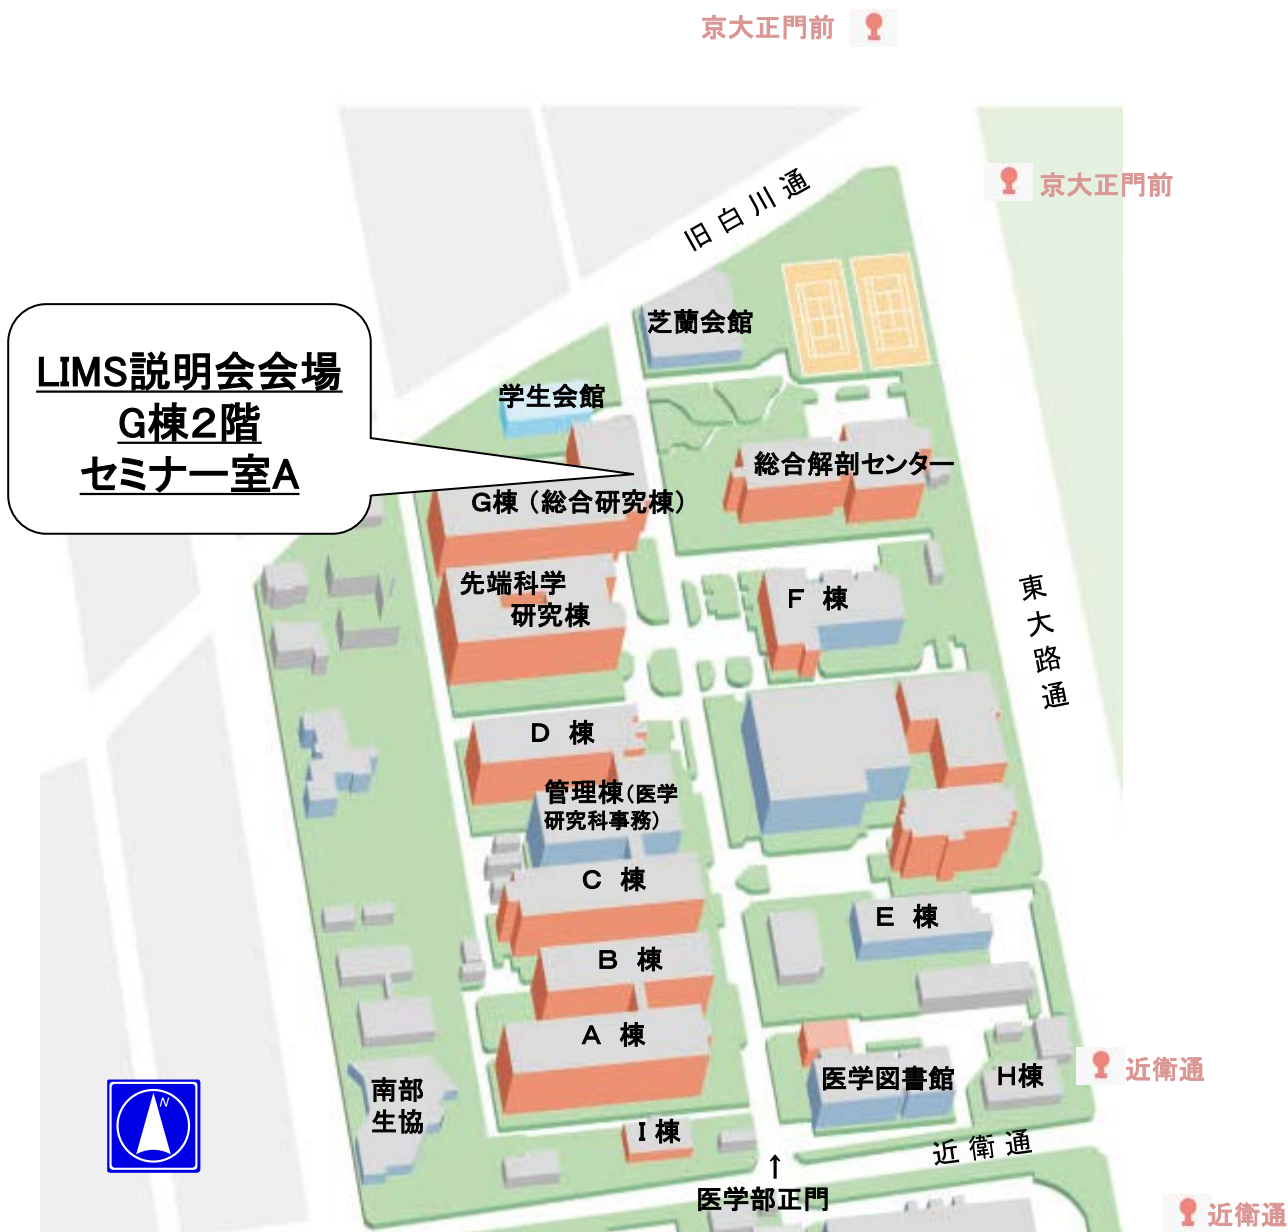 京大正門前
京大正門前
旧白川通
芝蘭会館
LIMS説明会会場
G棟2階
セミナー室A
学生会館
総合解剖センター
G棟（総合研究棟）
先端科学
研究棟
F 棟
東大路通
D 棟
管理棟(医学
研究科事務)
C 棟
E 棟
B 棟
A 棟
近衛通
医学図書館
H棟
南部
生協
N
I 棟
近衛通
↑
医学部正門
近衛通